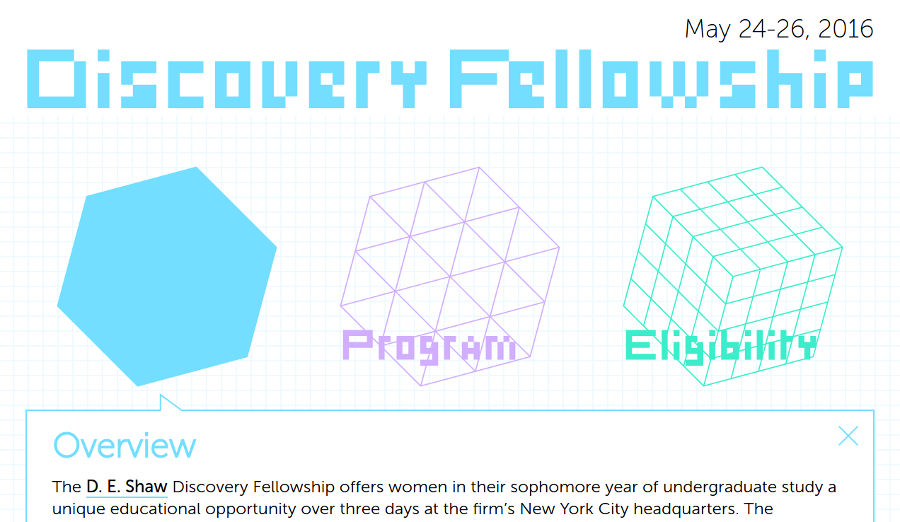 May 24-26, 2016
Discovery Fellowship
Program
Eligibility
Overview
The D. E. Shaw Discovery Fellowship offers women in their sophomore year of undergraduate study a
unique educational opportunity over three days at the firm's New York City headquarters. The